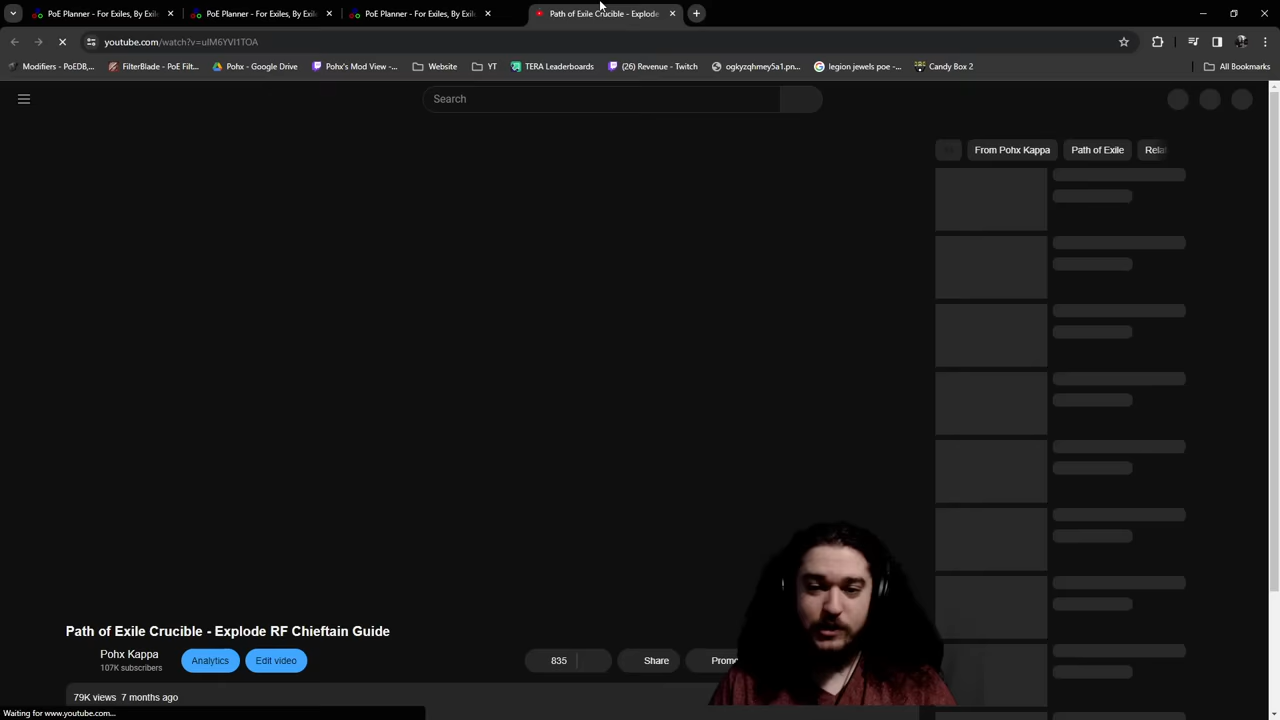 PoE Planner - For Exiles, By Exile
PoE Planner - For Exiles, By Exile
PoE Planner - For Exiles, By Exile
Path of Exile Crucible - Explode
youtube.com/watch?v=uIM6YVI1TOA
Modifiers - PoEDB,...
FilterBlade - PoE Filt...
Pohx - Google Drive
Pohx's Mod View -...
Website
YT
TERA Leaderboards
(26) Revenue - Twitch
ogkyzqhmey5a1.pn...
legion jewels poe -...
Candy Box 2
All Bookmarks
Search
From Pohx Kappa
Path of Exile
Rela
Path of Exile Crucible - Explode RF Chieftain Guide
Pohx Kappa
107K subscribers
Analytics
Edit video
835
Share
Promo
79K views 7 months ago
Waiting for www.youtube.com...